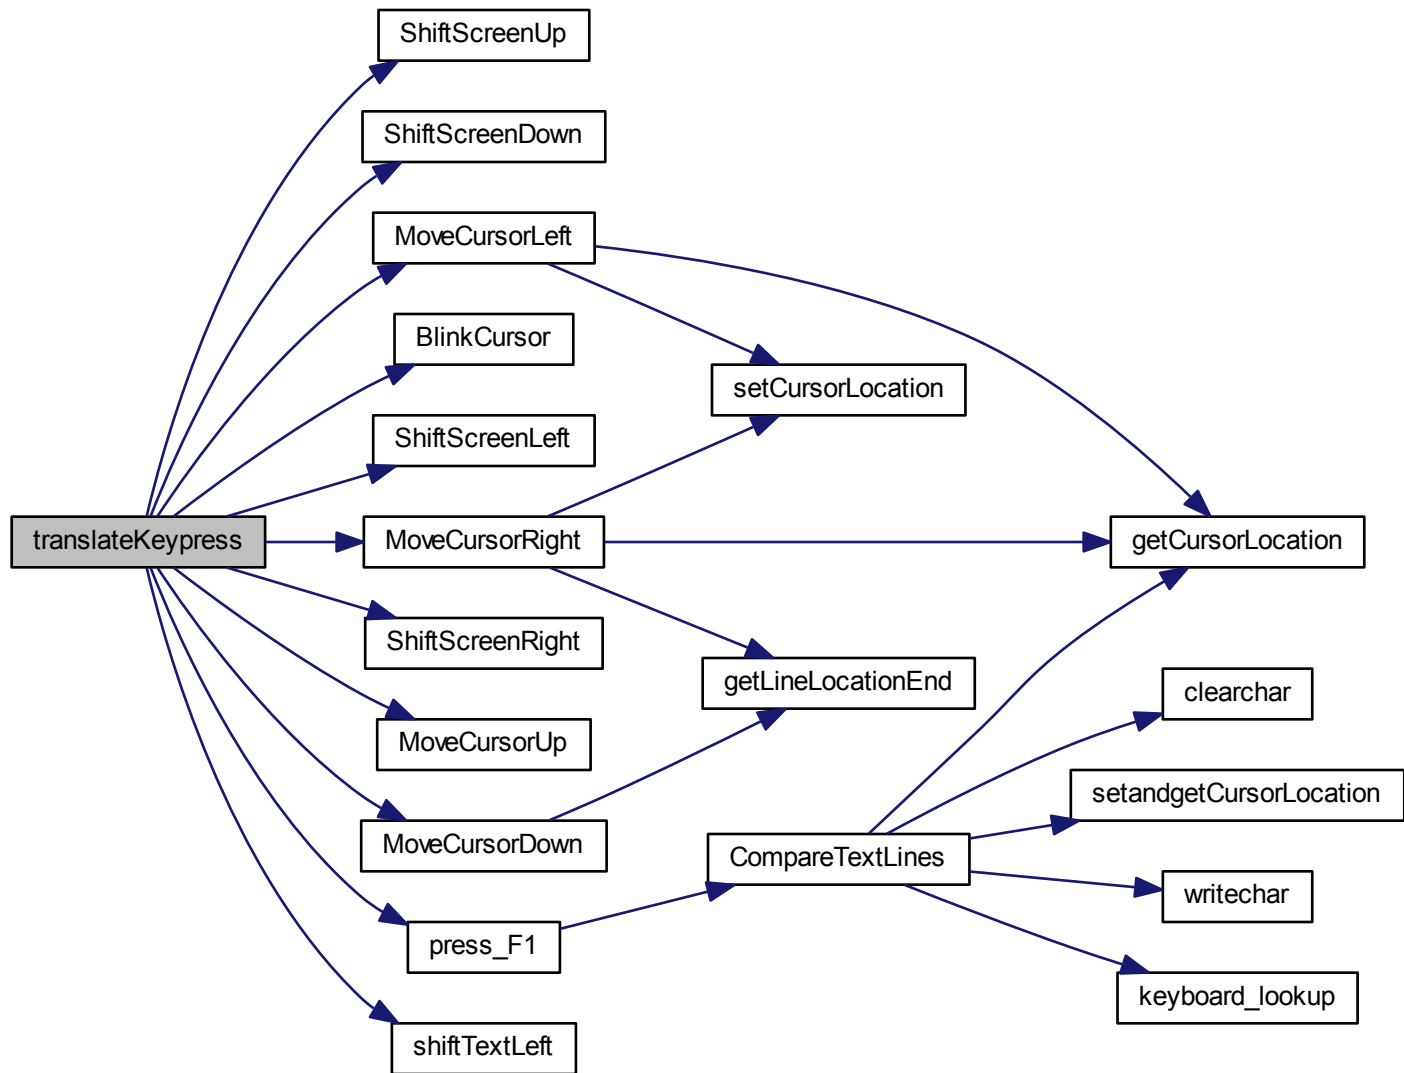 ShiftScreenUp
ShiftScreenDown
MoveCursorLeft
BlinkCursor
setCursorLocation
ShiftScreenLeft
translateKeypress
MoveCursorRight
getCursorLocation
ShiftScreenRight
getLineLocationEnd
clearchar
MoveCursorUp
setandgetCursorLocation
MoveCursorDown
CompareTextLines
writechar
press_F1
keyboard_lookup
shiftTextLeft